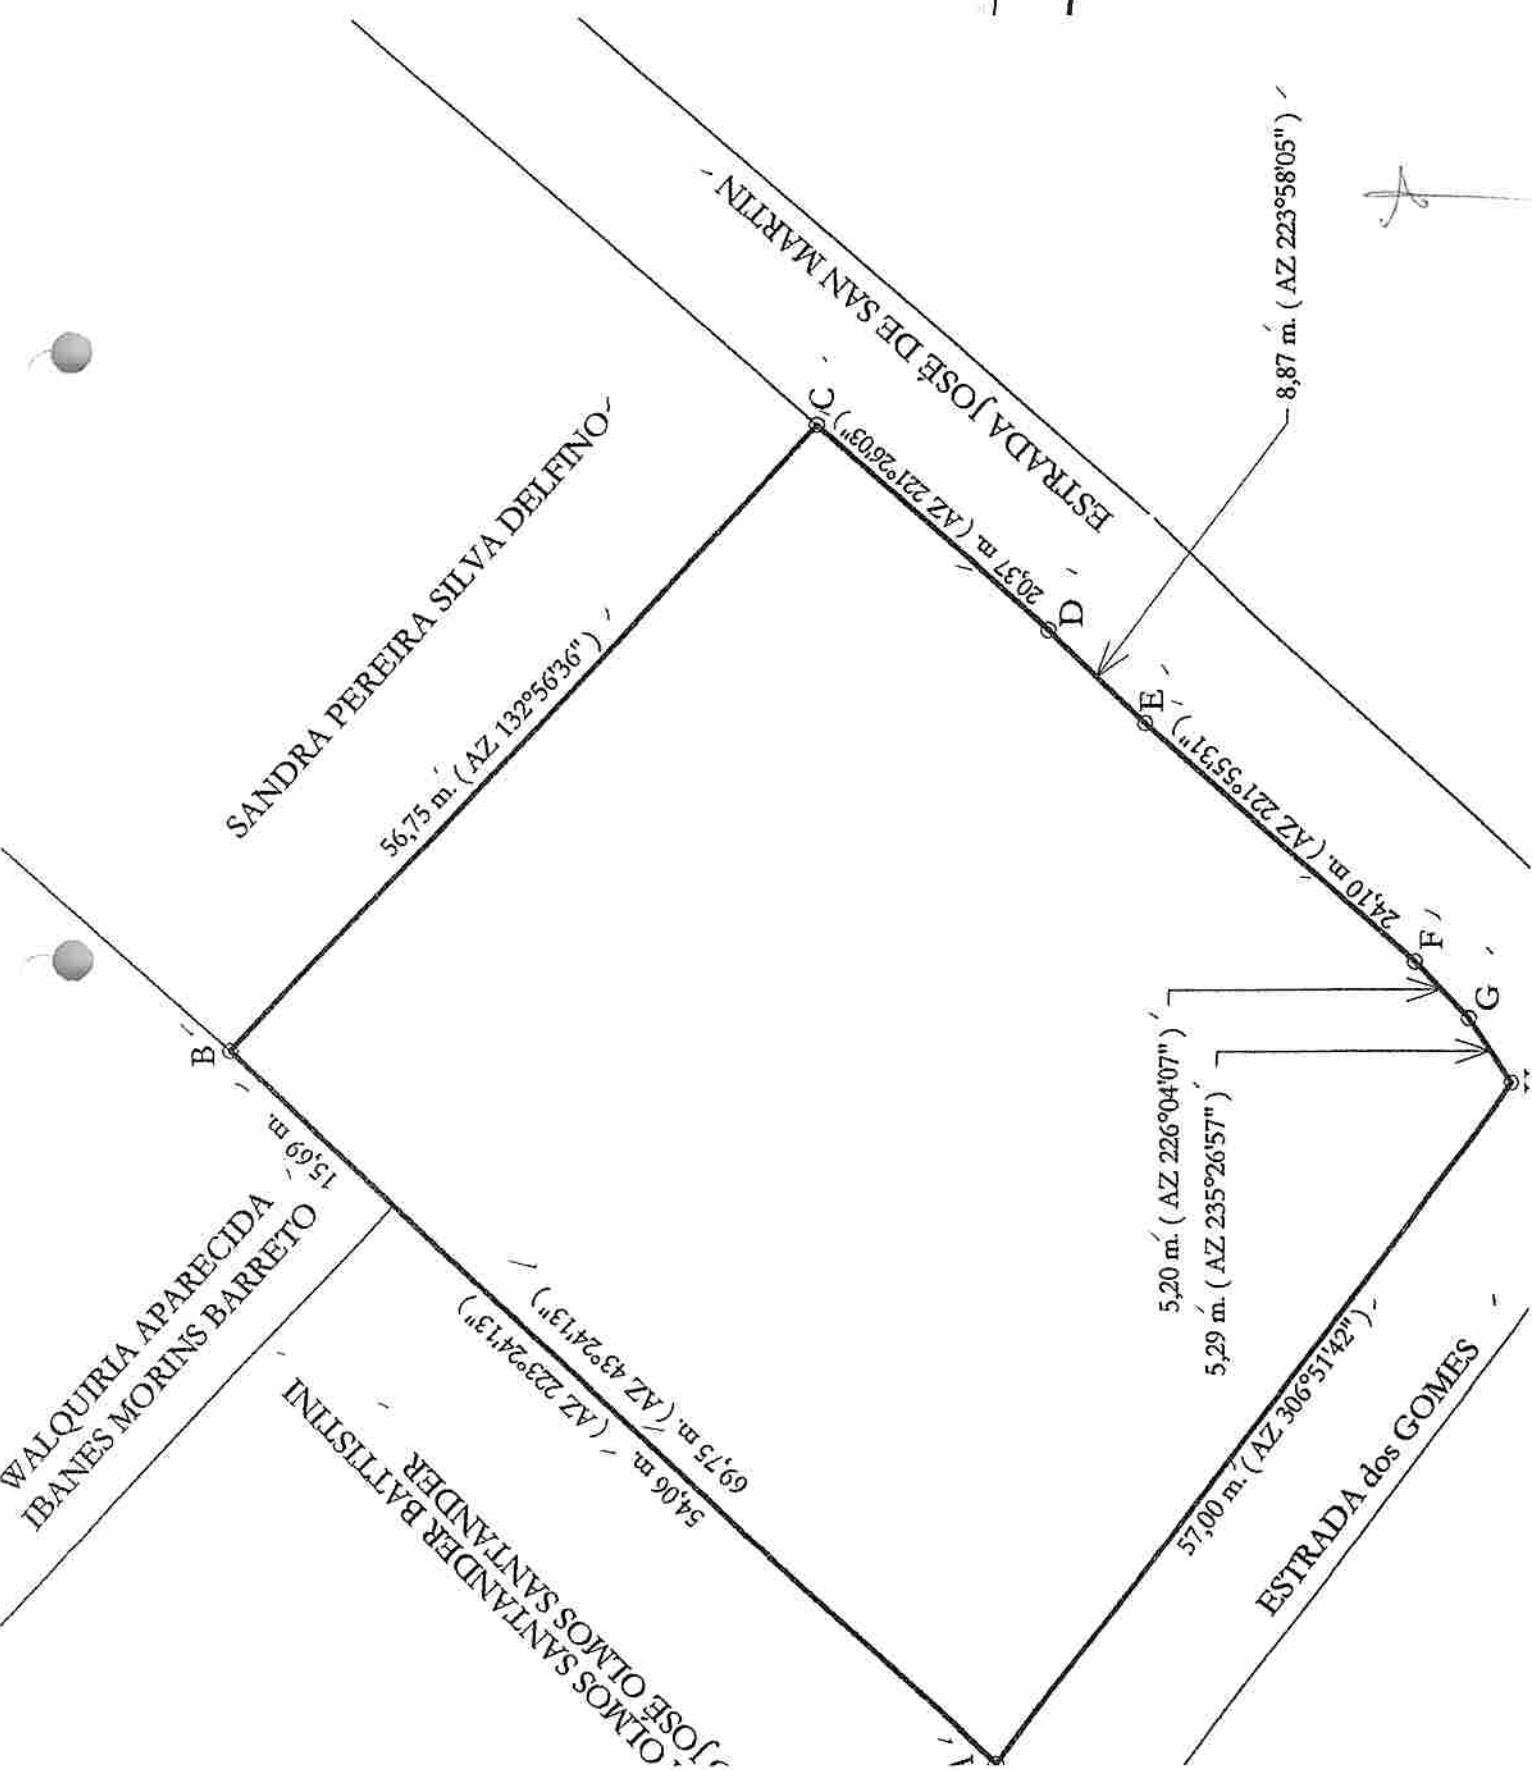 ESTRADA JOSÉ DE SAN MARTIN
8,87 m. ( AZ 223°58'05" )
C
20,37 m. ( AZ 221°26'03" )
SANDRA PEREIRA SILVA DELFINO
56,75 m. ( AZ 132°56'36" )
D
E
24,10 m. ( AZ 221°55'31" )
F
G
B
15,69 m.
5,20 m. ( AZ 226°04'07" )
5,29 m. ( AZ 235°26'57" )
WALQUIRIA APARECIDA
IBANES MORINS BARRETO
69,75 m. ( AZ 43°24'13" )
54,06 m. ( AZ 223°24'13" )
OLMOS SANTANDER BATTISTINI
JOSÉ OLMOS SANTANDER
57,00 m. ( AZ 306°51'42" )
ESTRADA dos GOMES